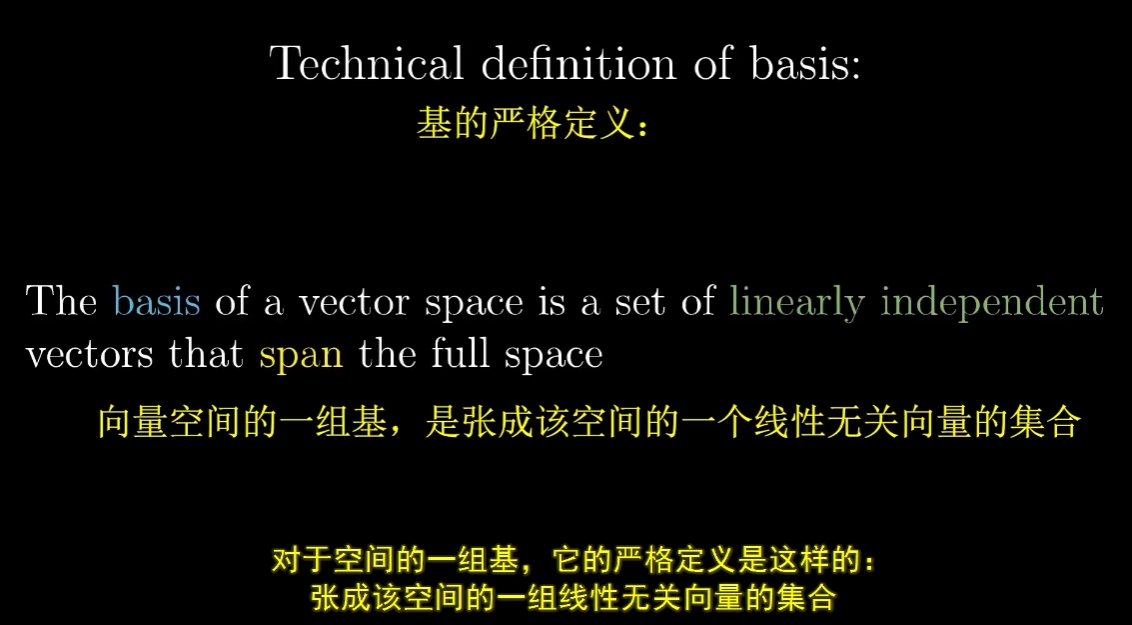 Technical definition of basis:
基的严格定义：
The basis of a vector space is a set of linearly independent
vectors that span the full space
向量空间的一组基，是张成该空间的一个线性无关向量的集合
对于空间的一组基，它的严格定义是这样的：
张成该空间的一组线性无关向量的集合